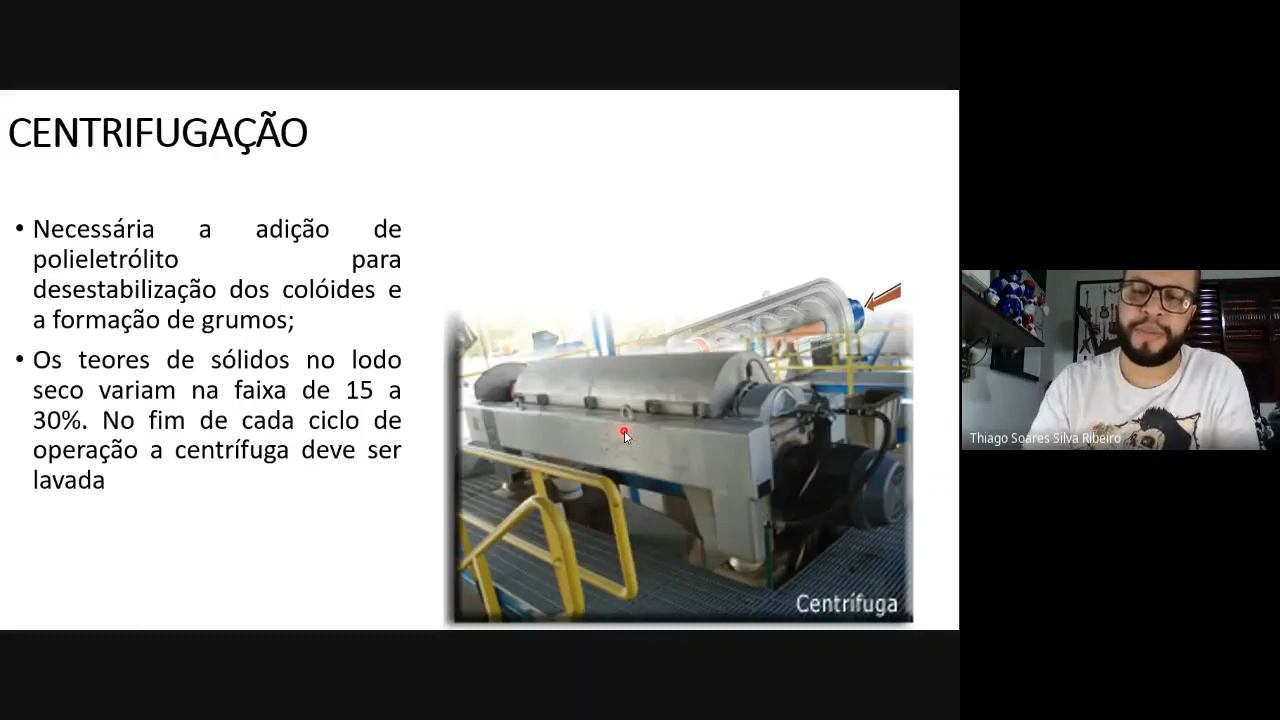 CENTRIFUGAÇÃO
• Necessária a adição de
polieletrólito para
desestabilização dos colóides e
a formação de grumos;
• Os teores de sólidos no lodo
seco variam na faixa de 15 a
30%. No fim de cada ciclo de
operação a centrífuga deve ser
lavada
Centrífuga
Thiago Soares Silva Ribeiro